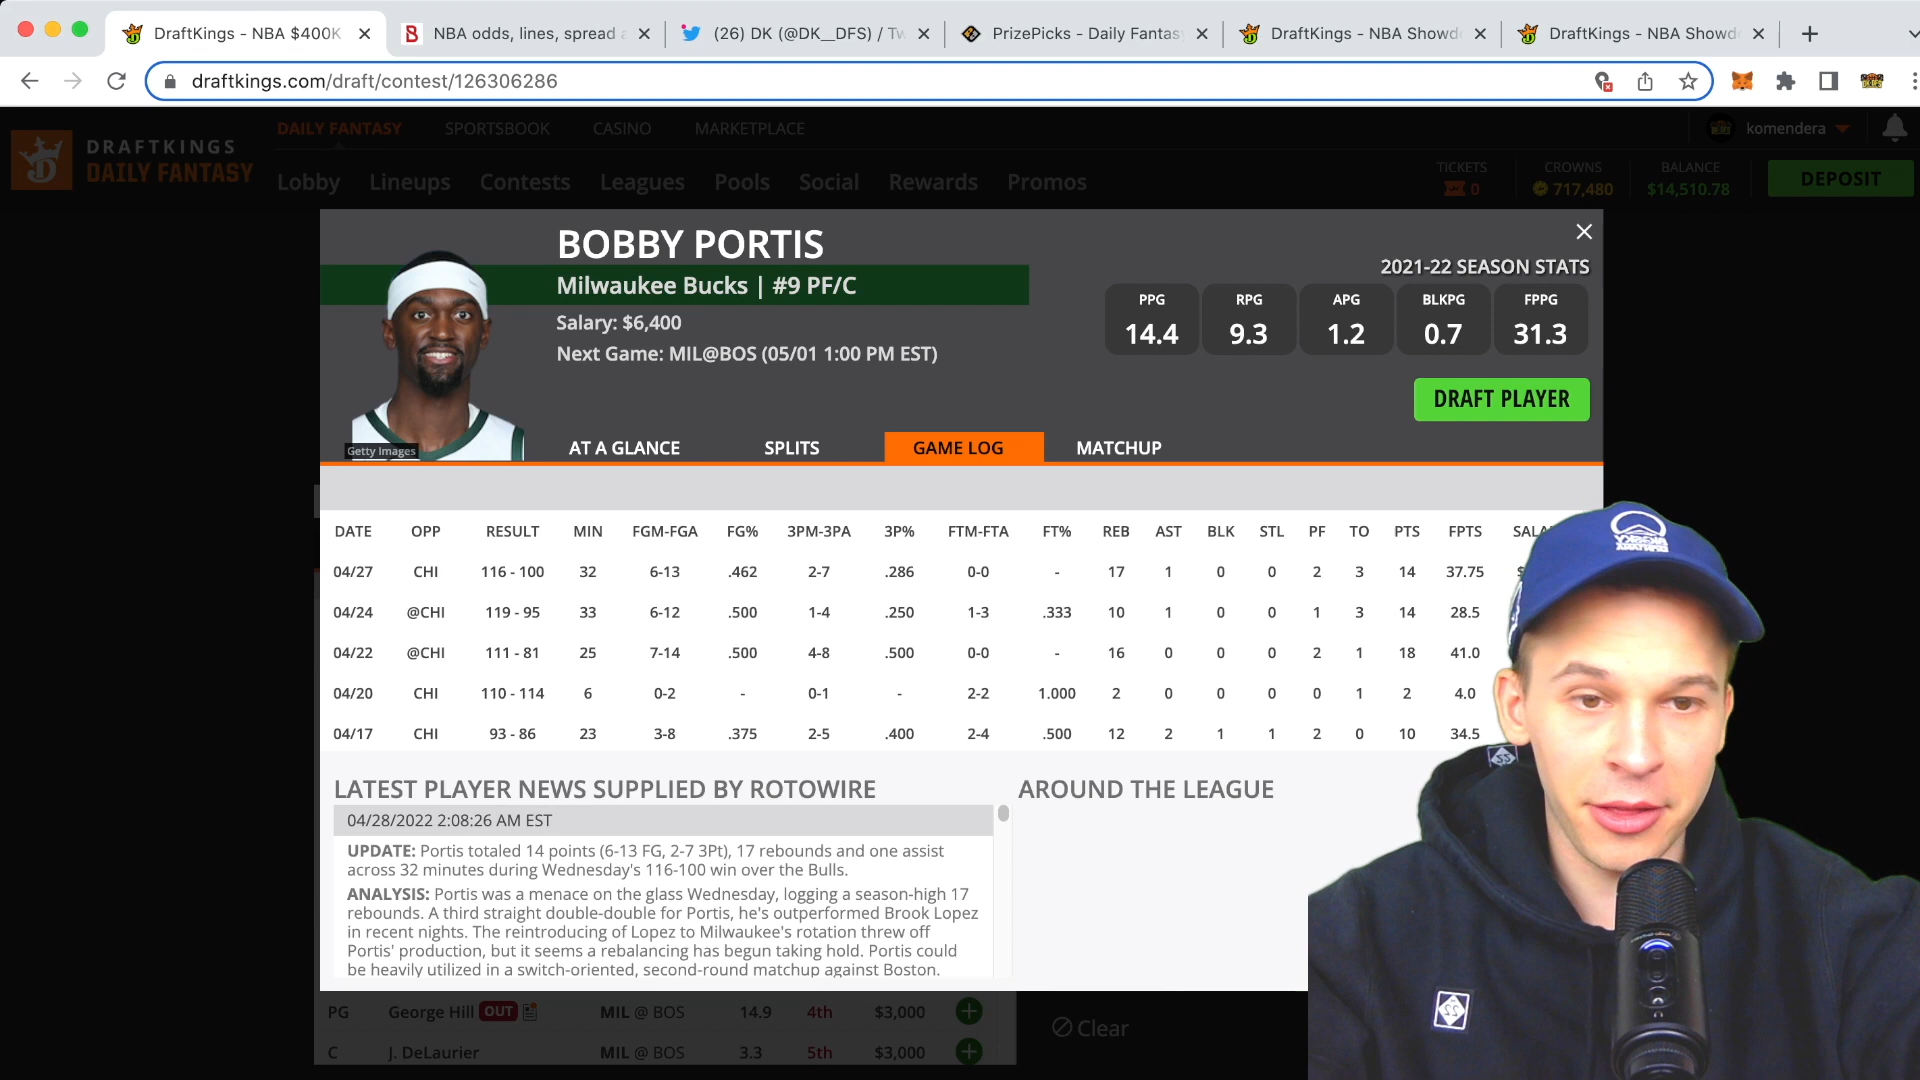 DraftKings - NBA $400K
NBA odds, lines, spread a
(26) DK (@DK__DFS) / Tw
PrizePicks - Daily Fantasy
DraftKings - NBA Showd
DraftKings - NBA Showd
draftkings.com/draft/contest/126306286
DRAFTKINGS
DAILY FANTASY
DAILY FANTASY SPORTSBOOK CASINO MARKETPLACE
komendera
Lobby Lineups Contests Leagues Pools Social Rewards Promos
TICKETS 0
CROWNS 717,480
BALANCE $14,510.78
DEPOSIT
BOBBY PORTIS
Milwaukee Bucks | #9 PF/C
Salary: $6,400
Next Game: MIL@BOS (05/01 1:00 PM EST)
2021-22 SEASON STATS
PPG RPG APG BLKPG FPPG
14.4 9.3 1.2 0.7 31.3
DRAFT PLAYER
Getty Images
AT A GLANCE SPLITS GAME LOG MATCHUP
DATE OPP RESULT MIN FGM-FGA FG% 3PM-3PA 3P% FTM-FTA FT% REB AST BLK STL PF TO PTS FPTS SALA
04/27 CHI 116 - 100 32 6-13 .462 2-7 .286 0-0 - 17 1 0 0 2 3 14 37.75 $
04/24 @CHI 119 - 95 33 6-12 .500 1-4 .250 1-3 .333 10 1 0 0 1 3 14 28.5
04/22 @CHI 111 - 81 25 7-14 .500 4-8 .500 0-0 - 16 0 0 0 2 1 18 41.0
04/20 CHI 110 - 114 6 0-2 - 0-1 - 2-2 1.000 2 0 0 0 0 1 2 4.0
04/17 CHI 93 - 86 23 3-8 .375 2-5 .400 2-4 .500 12 2 1 1 2 0 10 34.5
LATEST PLAYER NEWS SUPPLIED BY ROTOWIRE
AROUND THE LEAGUE
04/28/2022 2:08:26 AM EST
UPDATE: Portis totaled 14 points (6-13 FG, 2-7 3Pt), 17 rebounds and one assist
across 32 minutes during Wednesday's 116-100 win over the Bulls.
ANALYSIS: Portis was a menace on the glass Wednesday, logging a season-high 17
rebounds. A third straight double-double for Portis, he's outperformed Brook Lopez
in recent nights. The reintroducing of Lopez to Milwaukee's rotation threw off
Portis' production, but it seems a rebalancing has begun taking hold. Portis could
be heavily utilized in a switch-oriented, second-round matchup against Boston.
PG George Hill OUT MIL @ BOS 14.9 4th $3,000
Clear
C J. DeLaurier MIL @ BOS 3.3 5th $3,000